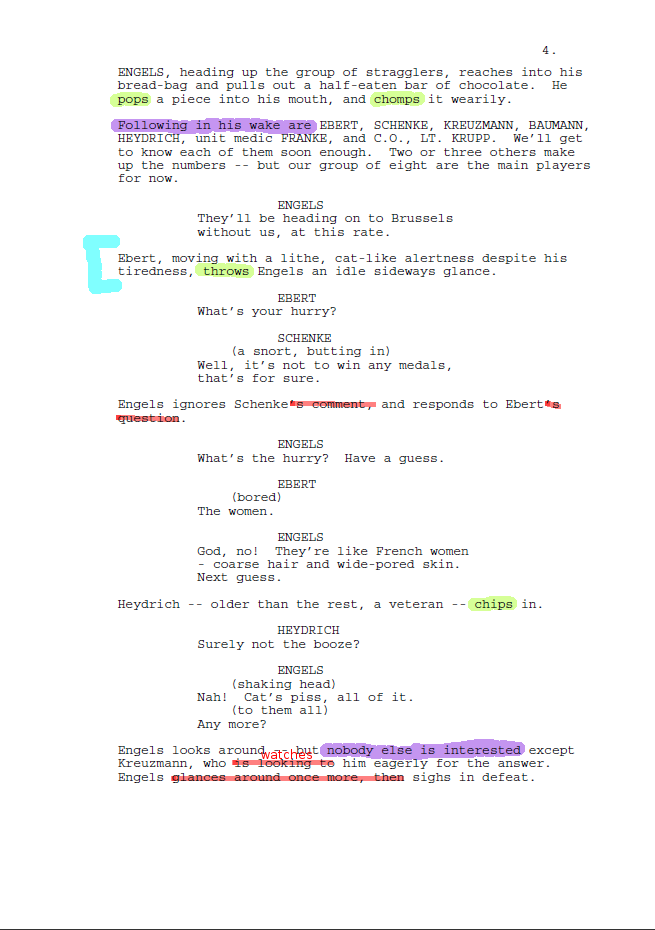 4.
ENGELS, heading up the group of stragglers, reaches into his
bread-bag and pulls out a half-eaten bar of chocolate. He
pops a piece into his mouth, and chomps it wearily.
Following in his wake are EBERT, SCHENKE, KREUZMANN, BAUMANN,
HEYDRICH, unit medic FRANKE, and C.O., LT. KRUPP. We'll get
to know each of them soon enough. Two or three others make
up the numbers -- but our group of eight are the main players
for now.
ENGELS
They'll be heading on to Brussels
without us, at this rate.
Ebert, moving with a lithe, cat-like alertness despite his
tiredness, throws Engels an idle sideways glance.
EBERT
What's your hurry?
SCHENKE
(a snort, butting in)
Well, it's not to win any medals,
that's for sure.
Engels ignores Schenke's comment, and responds to Ebert's
question.
ENGELS
What's the hurry? Have a guess.
EBERT
(bored)
The women.
ENGELS
God, no! They're like French women
- coarse hair and wide-pored skin.
Next guess.
Heydrich -- older than the rest, a veteran -- chips in.
HEYDRICH
Surely not the booze?
ENGELS
(shaking head)
Nah! Cat's piss, all of it.
(to them all)
Any more?
Engels looks around -- but nobody else is interested except
watches
Kreuzmann, who is looking to him eagerly for the answer.
Engels glances around once more, then sighs in defeat.